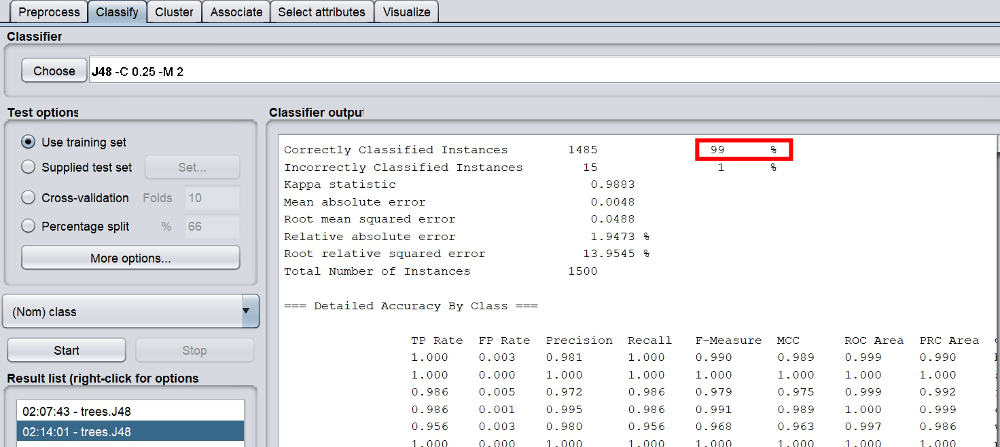 Preprocess Classify Cluster Associate Select attributes Visualize
Classifier
Choose J48 -C 0.25 -M 2
Test options
Use training set
Supplied test set Set...
Cross-validation Folds 10
Percentage split % 66
More options...
(Nom) class
Start Stop
Result list (right-click for options
02:07:43 - trees.J48
02:14:01 - trees.J48
Classifier output
Correctly Classified Instances 1485 99 %
Incorrectly Classified Instances 15 1 %
Kappa statistic 0.9883
Mean absolute error 0.0048
Root mean squared error 0.0488
Relative absolute error 1.9473 %
Root relative squared error 13.9545 %
Total Number of Instances 1500
=== Detailed Accuracy By Class ===
TP Rate FP Rate Precision Recall F-Measure MCC ROC Area PRC Area
1.000 0.003 0.981 1.000 0.990 0.989 0.999 0.990
1.000 0.000 1.000 1.000 1.000 1.000 1.000 1.000
0.986 0.005 0.972 0.986 0.979 0.975 0.999 0.992
0.986 0.001 0.995 0.986 0.991 0.989 1.000 0.999
0.956 0.003 0.980 0.956 0.968 0.963 0.997 0.986
1.000 0.000 1.000 1.000 1.000 1.000 1.000 1.000